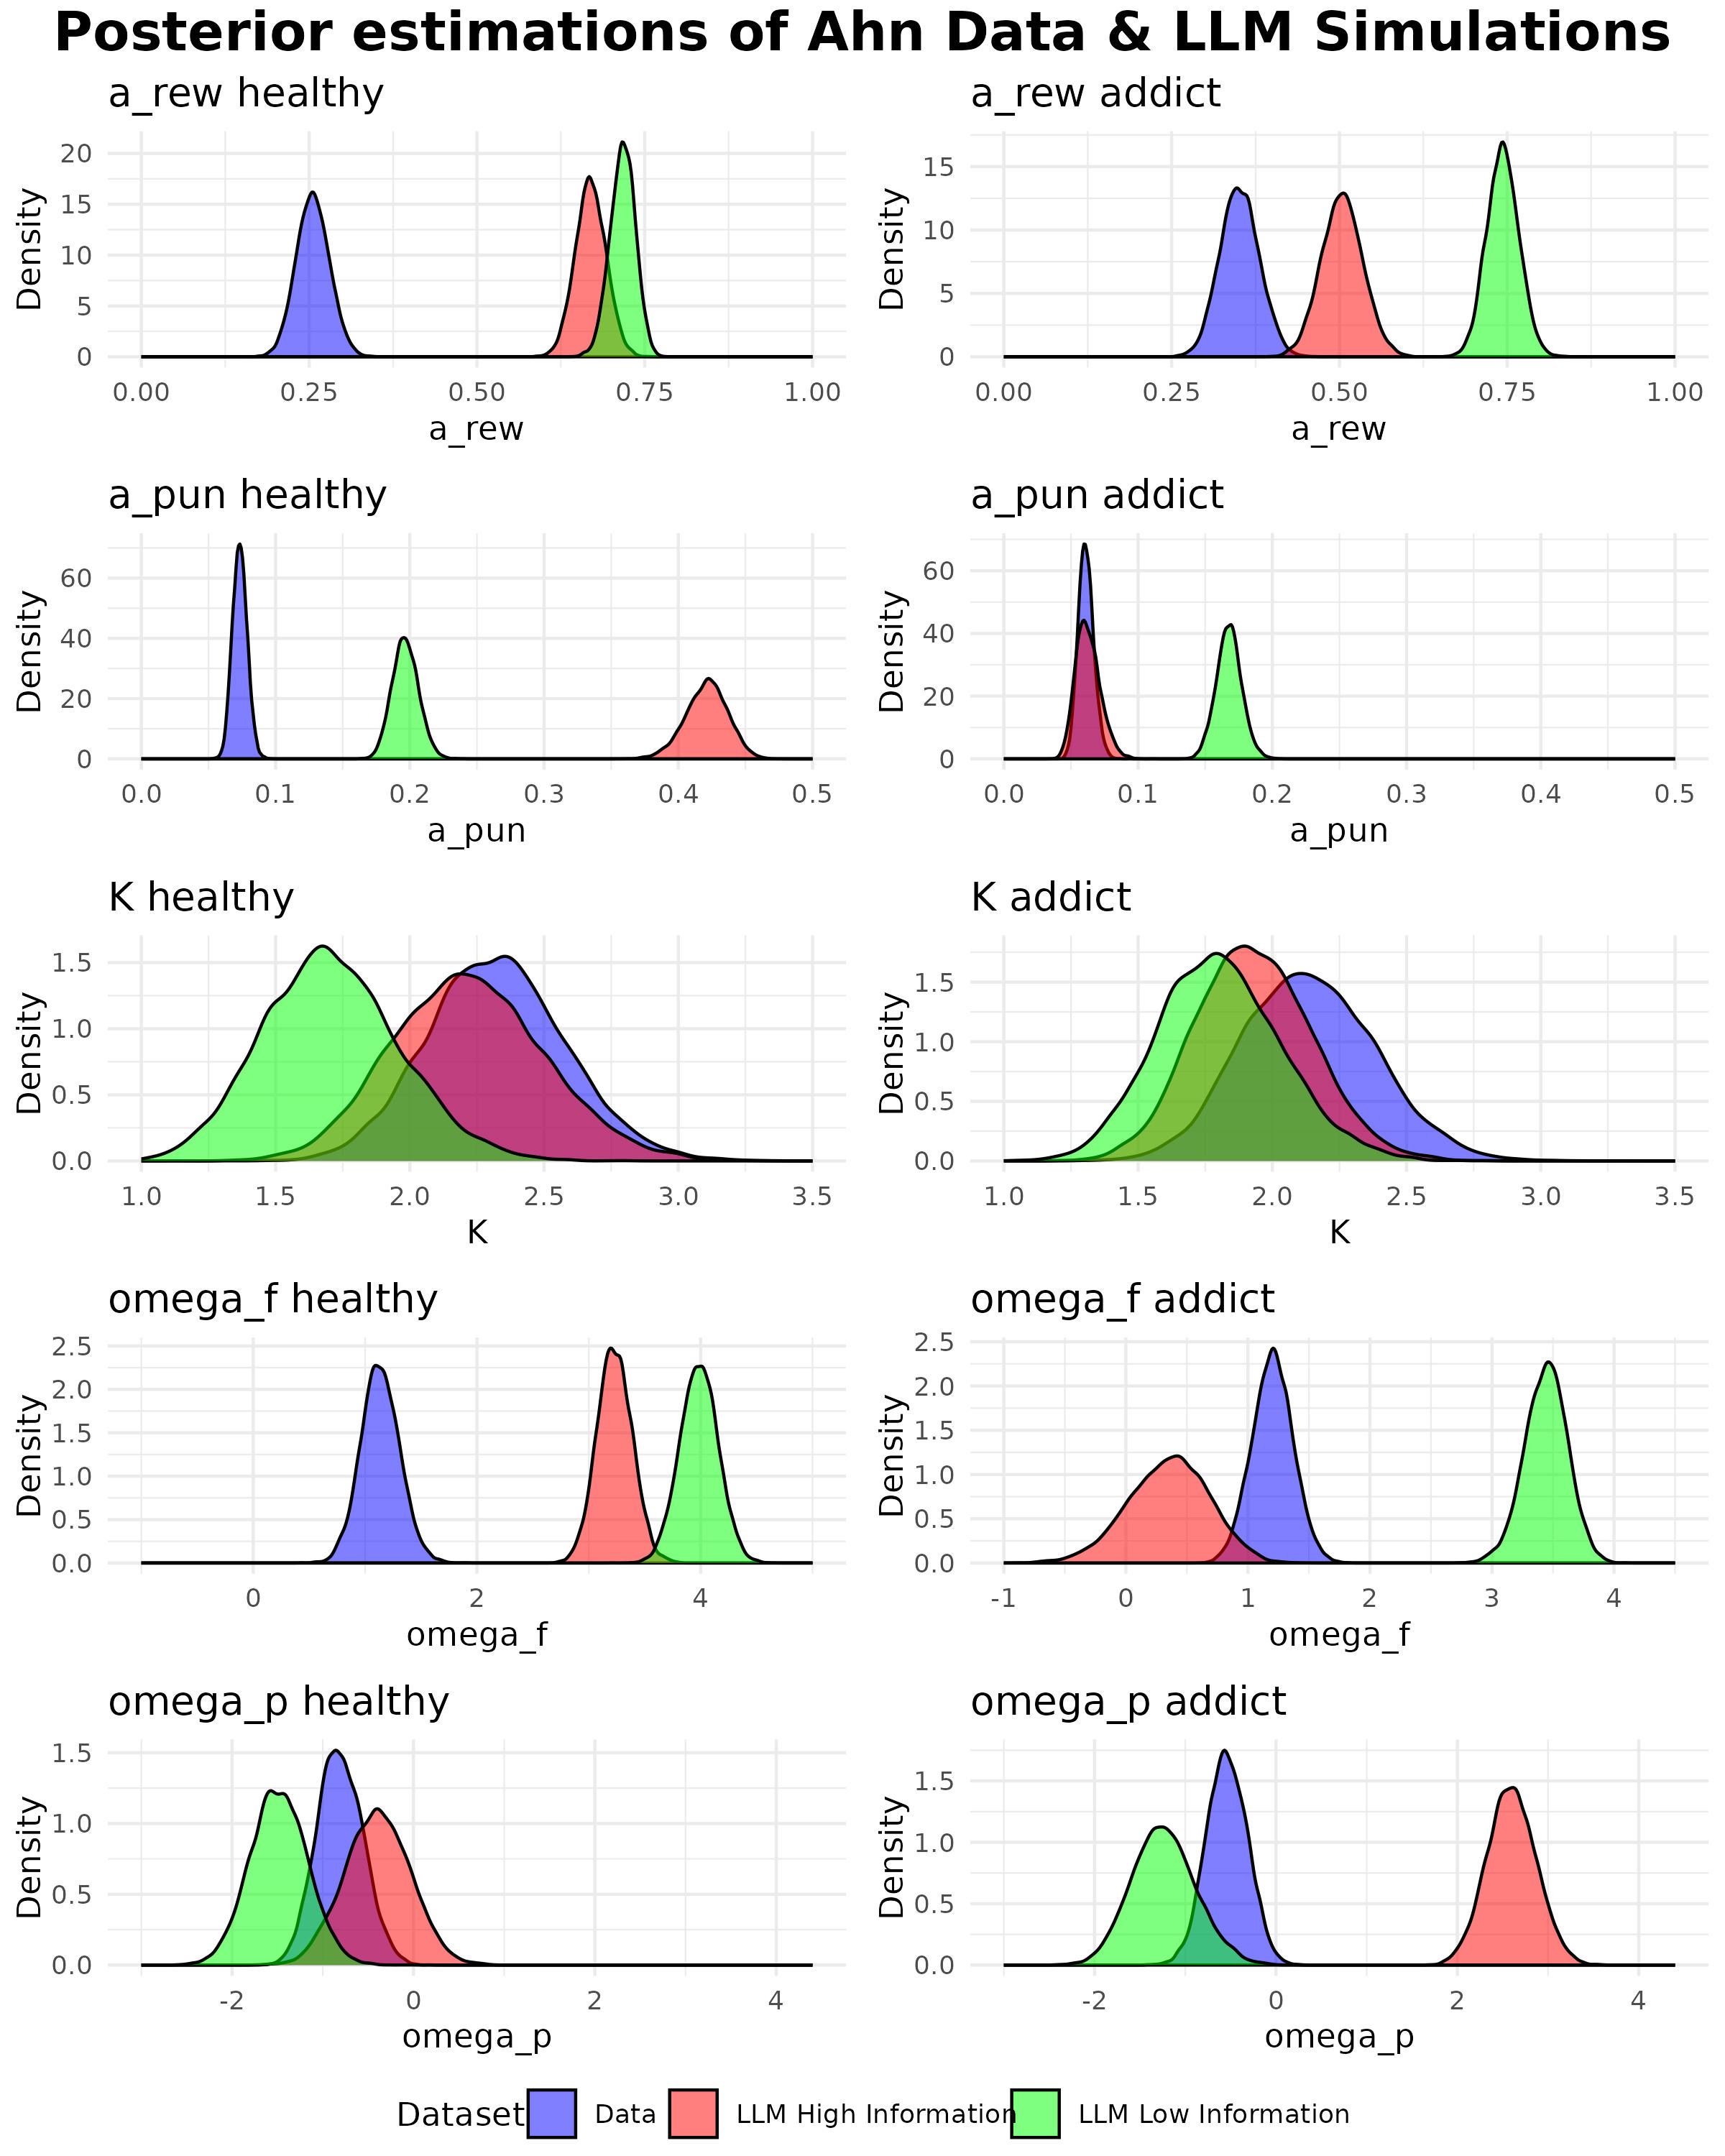 Posterior estimations of Ahn Data & LLM Simulations
a_rew healthy
Density
20
15
10
5
0
0.00 0.25 0.50 0.75 1.00
a_rew
a_rew addict
Density
15
10
5
0
0.00 0.25 0.50 0.75 1.00
a_rew
a_pun healthy
Density
60
40
20
0
0.0 0.1 0.2 0.3 0.4 0.5
a_pun
a_pun addict
Density
60
40
20
0
0.0 0.1 0.2 0.3 0.4 0.5
a_pun
K healthy
Density
1.5
1.0
0.5
0.0
1.0 1.5 2.0 2.5 3.0 3.5
K
K addict
Density
1.5
1.0
0.5
0.0
1.0 1.5 2.0 2.5 3.0 3.5
K
omega_f healthy
Density
2.5
2.0
1.5
1.0
0.5
0.0
0 2 4
omega_f
omega_f addict
Density
2.5
2.0
1.5
1.0
0.5
0.0
-1 0 1 2 3 4
omega_f
omega_p healthy
Density
1.5
1.0
0.5
0.0
-2 0 2 4
omega_p
omega_p addict
Density
1.5
1.0
0.5
0.0
-2 0 2 4
omega_p
Dataset Data LLM High Information LLM Low Information